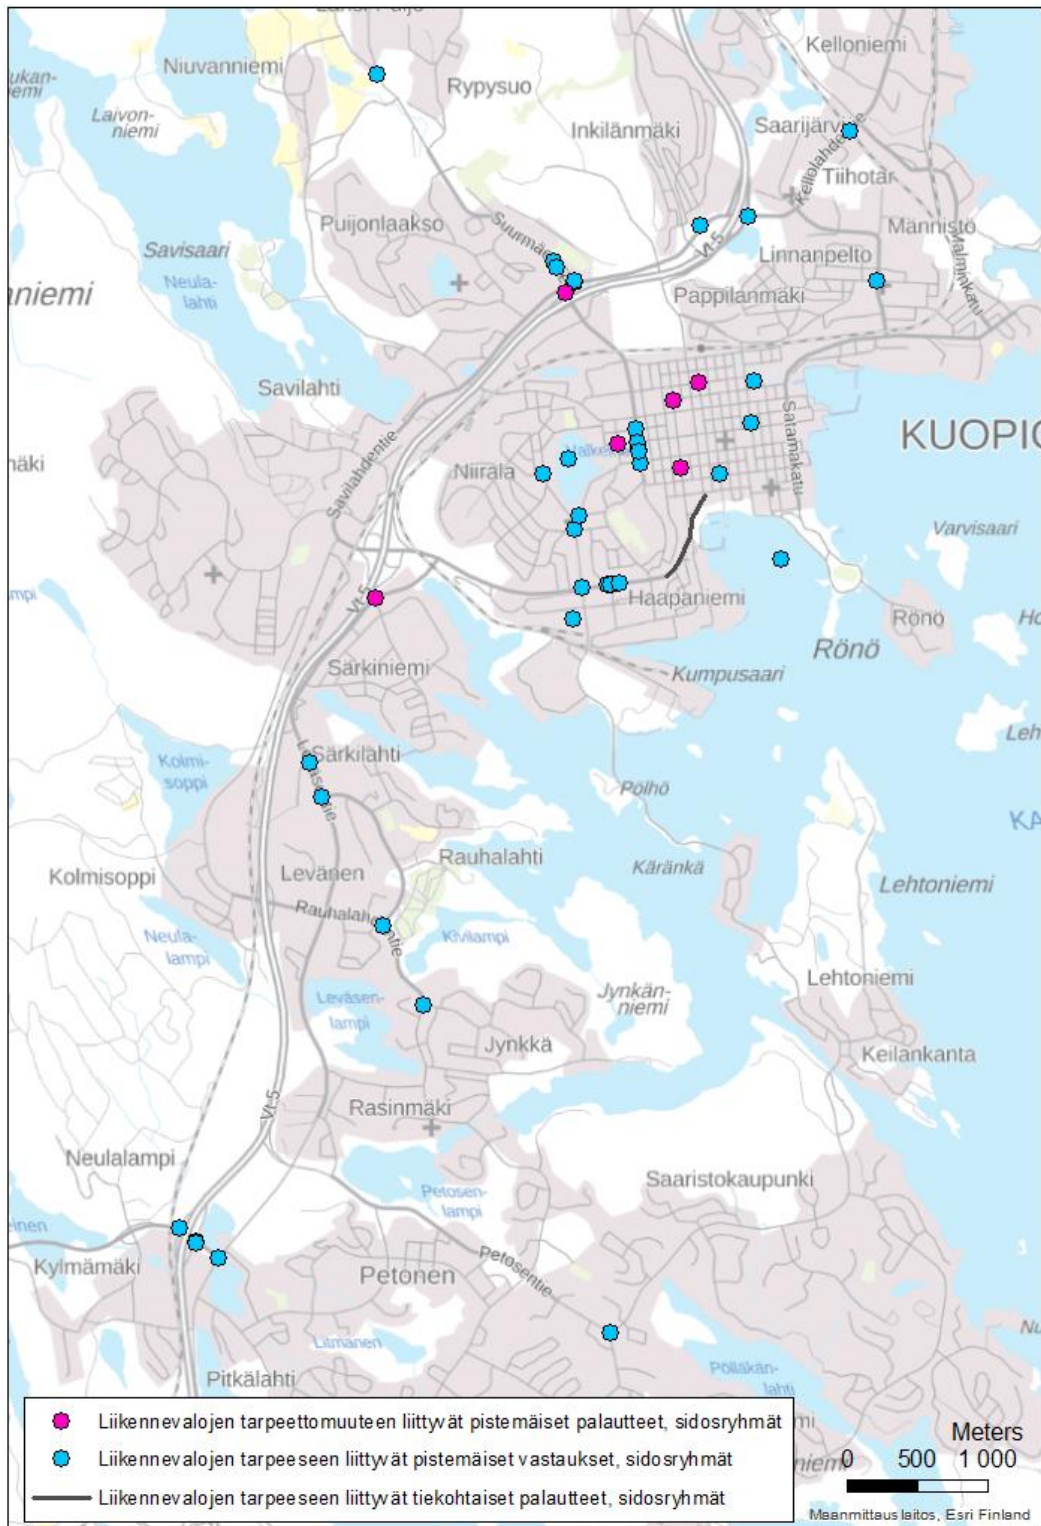 Kelloniemi
Niuvanniemi
Rypysuo
Laivon-
niemi
Inkilänmäki
Saarijärvi
Kellolahdentie
Tiihotar
Puijonlaakso
Männistö
Savisaari
Vt 5
Linnanpelto
Malminkatu
Neula-
lahti
Pappilanmäki
Savilahti
KUOPIO
Satamakatu
Savilahdentie
Niirala
Varvisaari
Vt 5
Haapaniemi
Rönö
Rönö
Särkiniemi
Kumpusaari
Kolmi-
soppi
Särkilahti
Pölhö
Rauhalahti
Käränkä
Levänen
Kolmisoppi
Lehtoniemi
Neula-
lampi
Kivilampi
Lehtoniemi
Jynkän-
niemi
Leväsen-
lampi
Jynkkä
Keilankanta
Vt 5
Rasinmäki
Neulalampi
Saaristokaupunki
Petosen-
lampi
Kylmämäki
Petonen
Petosentie
Litmanen
Pitkälahti
Pölläkän-
lahti
Liikennevalojen tarpeettomuuteen liittyvät pistemäiset palautteet, sidosryhmät
Liikennevalojen tarpeeseen liittyvät pistemäiset vastaukset, sidosryhmät
Liikennevalojen tarpeeseen liittyvät tiekohtaiset palautteet, sidosryhmät
Meters
0 500 1 000
Maanmittauslaitos, Esri Finland